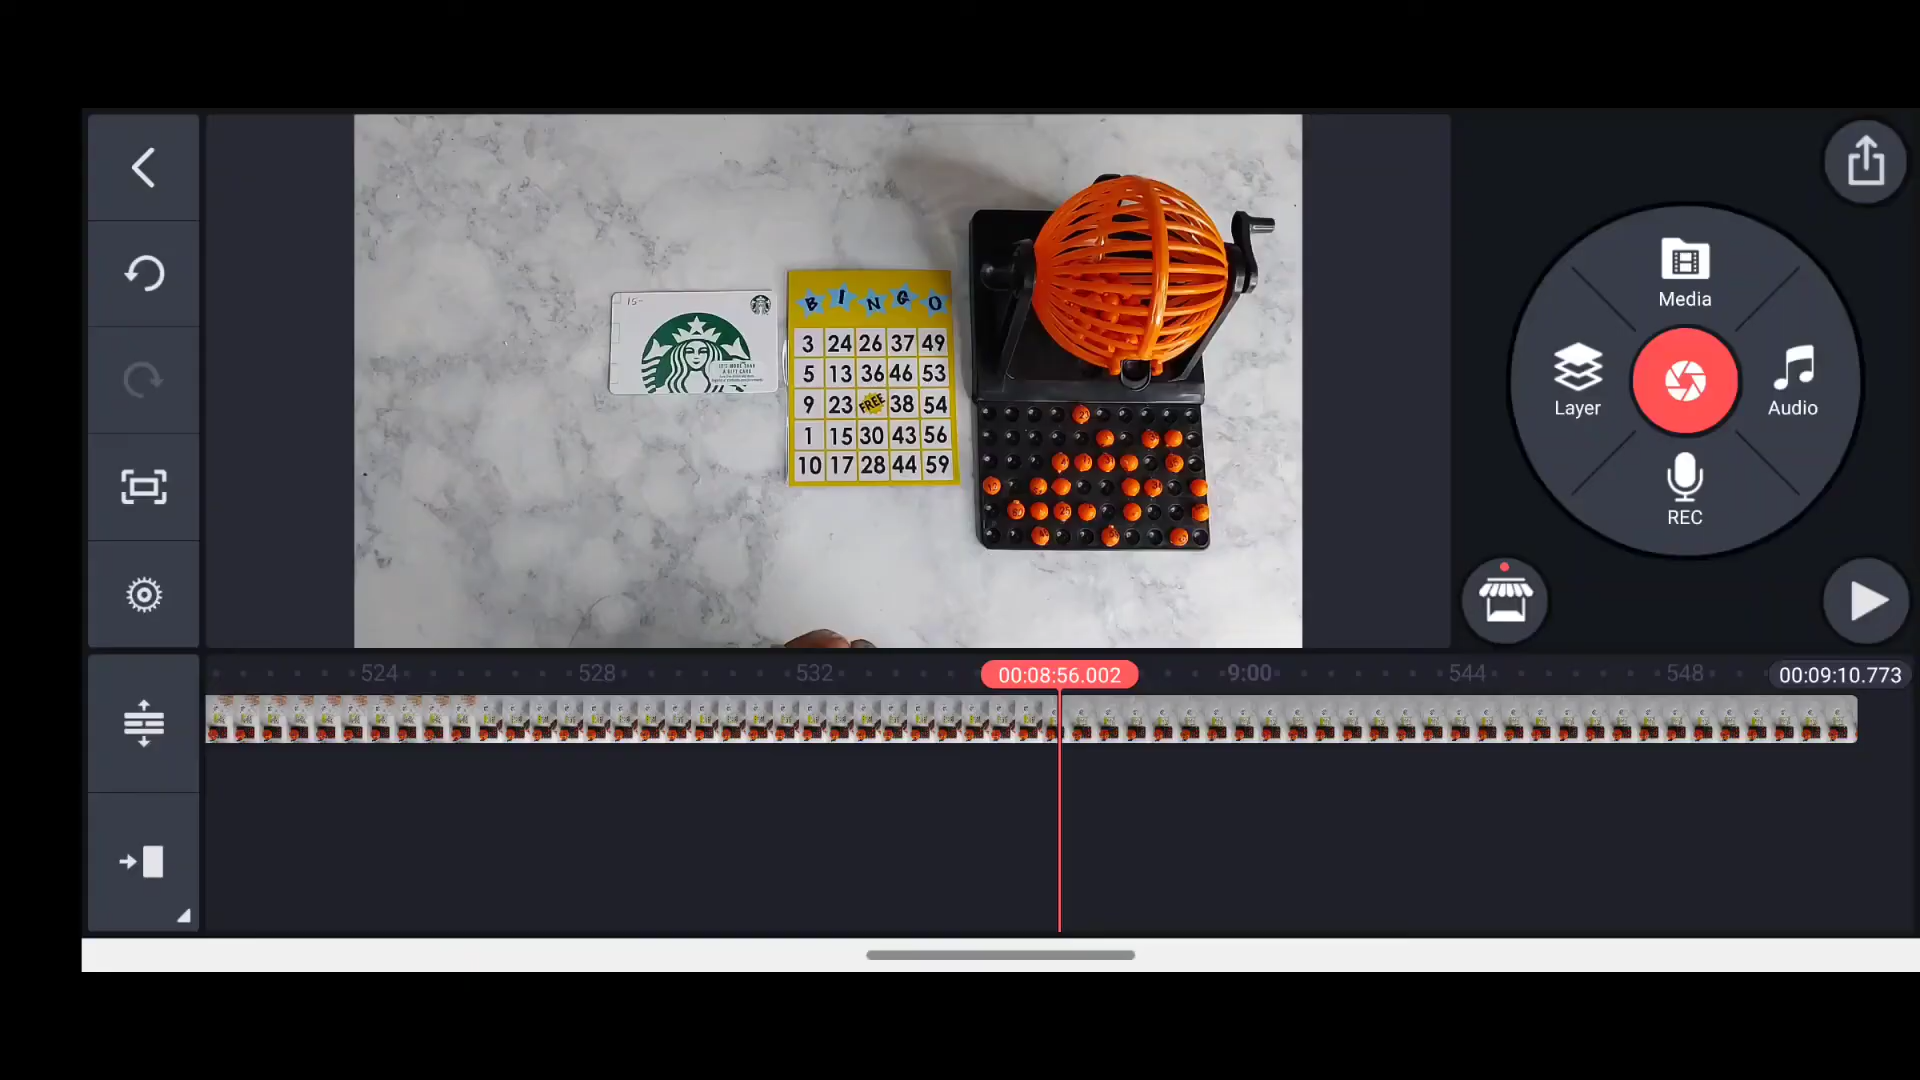 Media
Layer
Audio
REC
15-
B I N G O
3 24 26 37 49
5 13 36 46 53
9 23 FREE 38 54
1 15 30 43 56
10 17 28 44 59
524
528
532
00:08:56.002
9:00
544
548
00:09:10.773